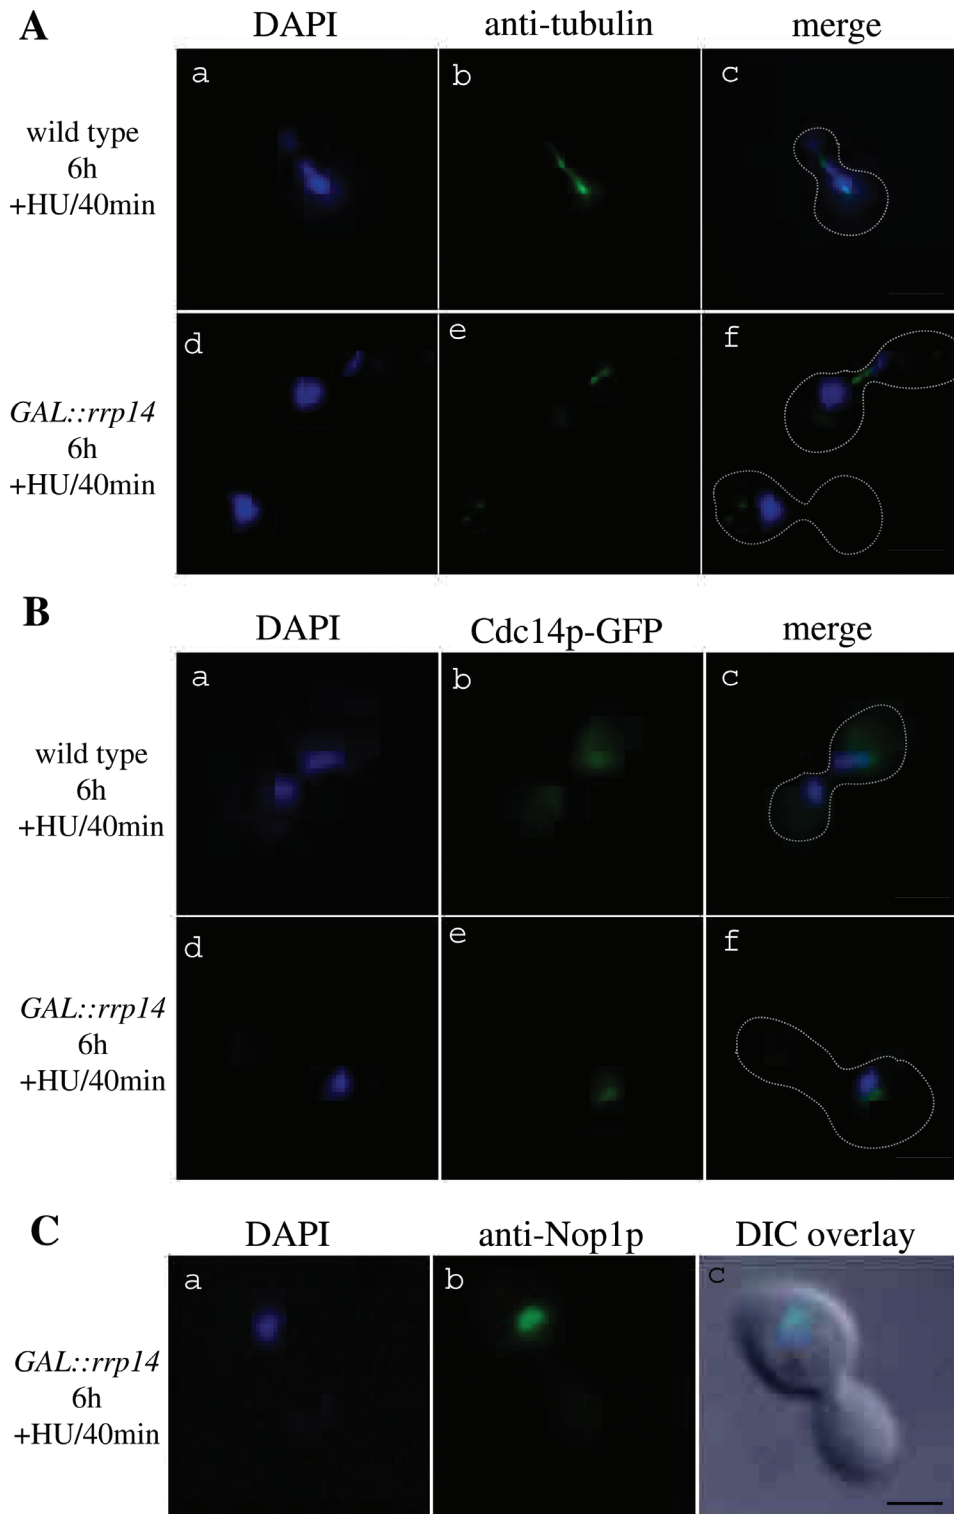 A
DAPI
anti-tubulin
merge
wild type
6h
+HU/40min
a
b
c
GAL::rrp14
6h
+HU/40min
d
e
f
B
DAPI
Cdc14p-GFP
merge
wild type
6h
+HU/40min
a
b
c
GAL::rrp14
6h
+HU/40min
d
e
f
C
DAPI
anti-Nop1p
DIC overlay
GAL::rrp14
6h
+HU/40min
a
b
c